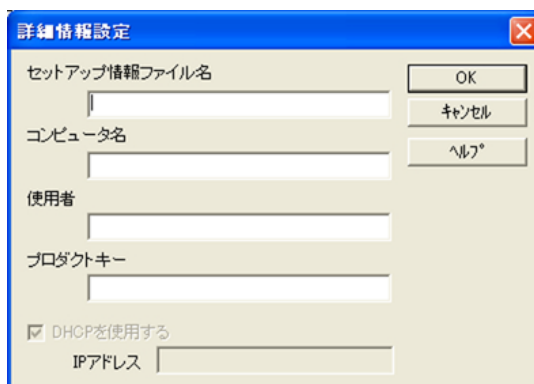 詳細情報設定
セットアップ情報ファイル名
OK
コンピュータ名
キャンセル
ヘルプ
使用者
プロダクトキー
DHCPを使用する
IPアドレス